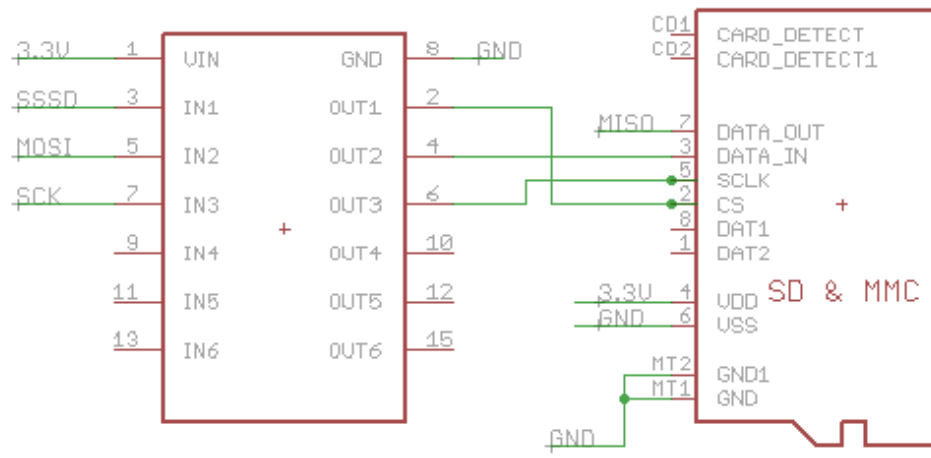 3.3V 1 VIN GND 8 GND
SSSD 3 IN1 OUT1 2
MOSI 5 IN2 OUT2 4
SCK 7 IN3 OUT3 6
9 IN4 OUT4 10
11 IN5 OUT5 12
13 IN6 OUT6 15
CD1 CARD_DETECT
CD2 CARD_DETECT1
MISO 7 DATA_OUT
3 DATA_IN
5 SCLK
2 CS
8 DAT1
1 DAT2
SD & MMC
3.3V 4 VDD
GND 6 VSS
MT2 GND1
MT1 GND
GND